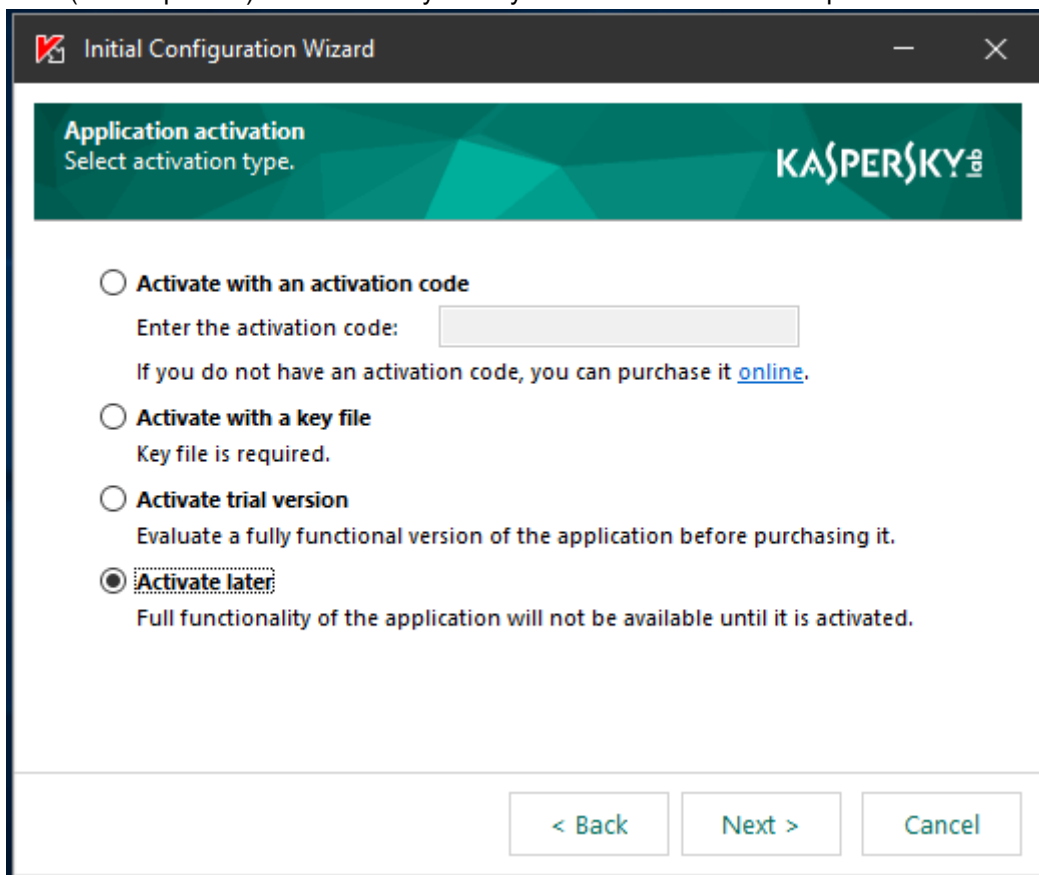 Initial Configuration Wizard
Application activation
Select activation type.
KASPERSKY lab
Activate with an activation code
Enter the activation code:
If you do not have an activation code, you can purchase it online.
Activate with a key file
Key file is required.
Activate trial version
Evaluate a fully functional version of the application before purchasing it.
Activate later
Full functionality of the application will not be available until it is activated.
< Back Next > Cancel